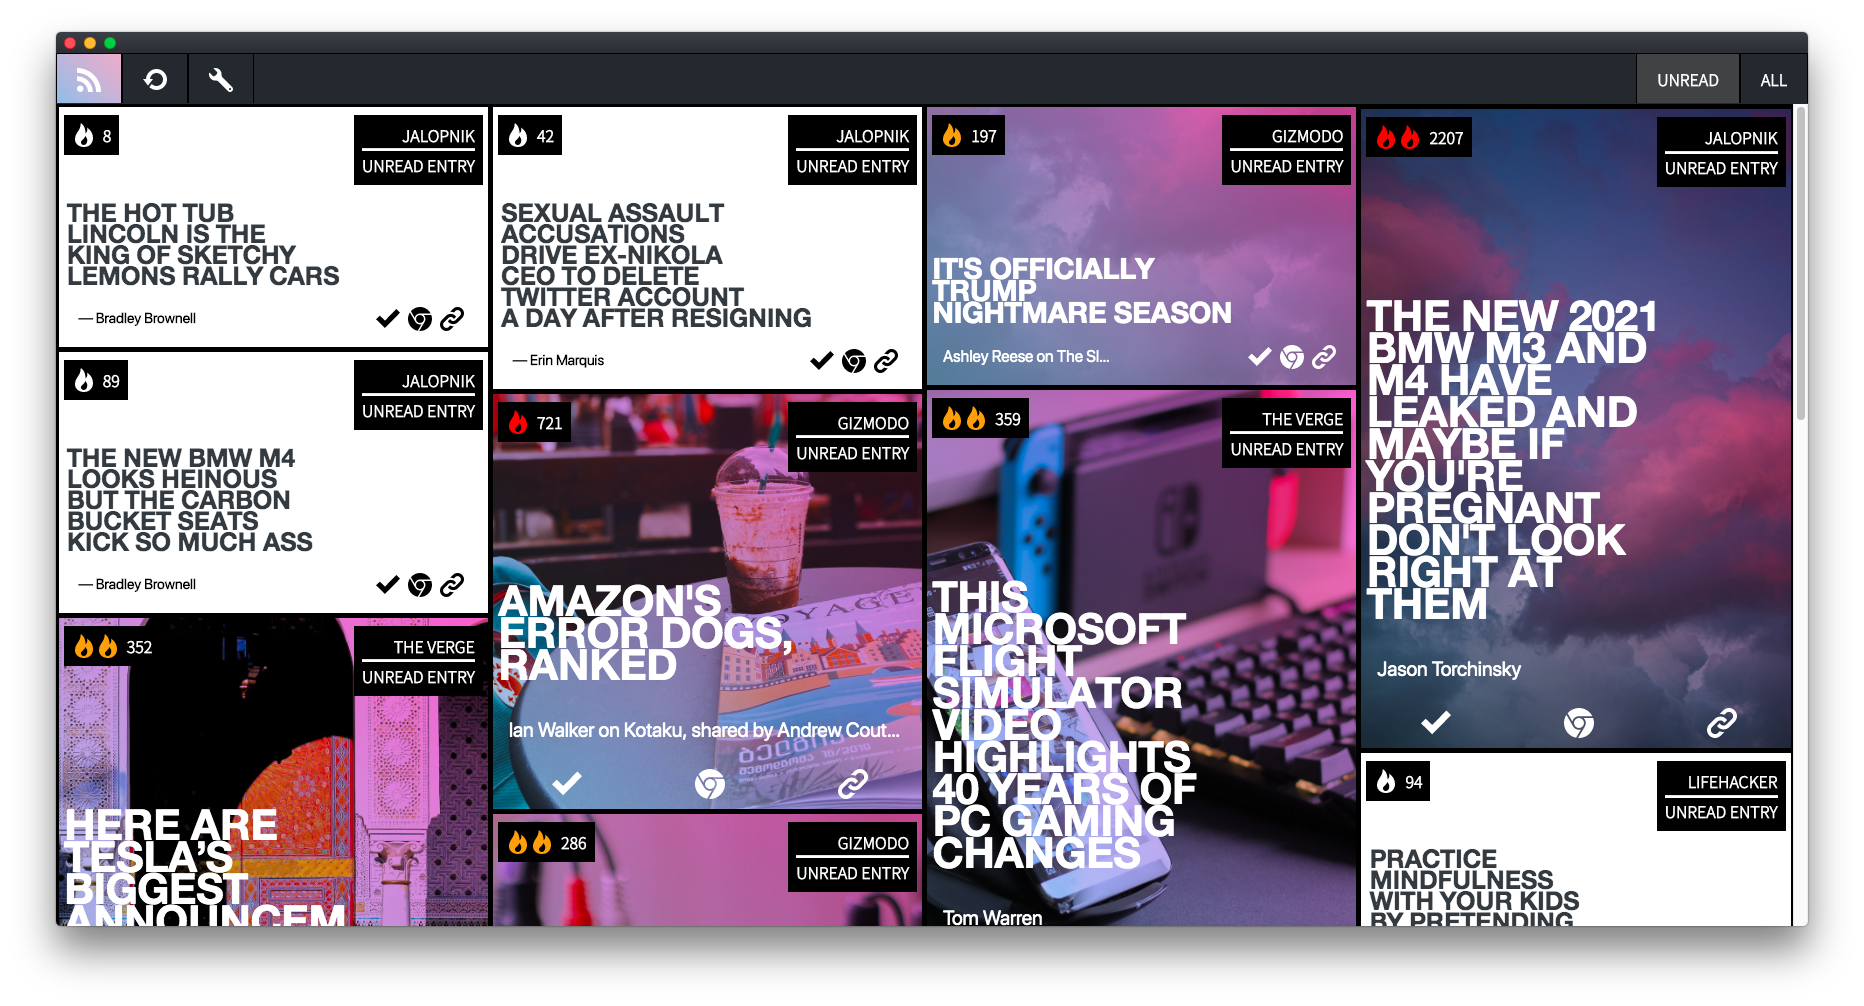 UNREAD
ALL
8
JALOPNIK
UNREAD ENTRY
THE HOT TUB
LINCOLN IS THE
KING OF SKETCHY
LEMONS RALLY CARS
— Bradley Brownell
89
JALOPNIK
UNREAD ENTRY
THE NEW BMW M4
LOOKS HEINOUS
BUT THE CARBON
BUCKET SEATS
KICK SO MUCH ASS
— Bradley Brownell
352
THE VERGE
UNREAD ENTRY
HERE ARE
TESLA'S
BIGGEST
ANNOUNCEM
42
JALOPNIK
UNREAD ENTRY
SEXUAL ASSAULT
ACCUSATIONS
DRIVE EX-NIKOLA
CEO TO DELETE
TWITTER ACCOUNT
A DAY AFTER RESIGNING
— Erin Marquis
721
GIZMODO
UNREAD ENTRY
VOYAGE
AMAZON'S
ERROR DOGS,
RANKED
Ian Walker on Kotaku, shared by Andrew Cout...
286
GIZMODO
UNREAD ENTRY
197
GIZMODO
UNREAD ENTRY
IT'S OFFICIALLY
TRUMP
NIGHTMARE SEASON
Ashley Reese on The Sl...
359
THE VERGE
UNREAD ENTRY
THIS
MICROSOFT
FLIGHT
SIMULATOR
VIDEO
HIGHLIGHTS
40 YEARS OF
PC GAMING
CHANGES
Tom Warren
2207
JALOPNIK
UNREAD ENTRY
THE NEW 2021
BMW M3 AND
M4 HAVE
LEAKED AND
MAYBE IF
YOU'RE
PREGNANT
DON'T LOOK
RIGHT AT
THEM
Jason Torchinsky
94
LIFEHACKER
UNREAD ENTRY
PRACTICE
MINDFULNESS
WITH YOUR KIDS
BY PRETENDING